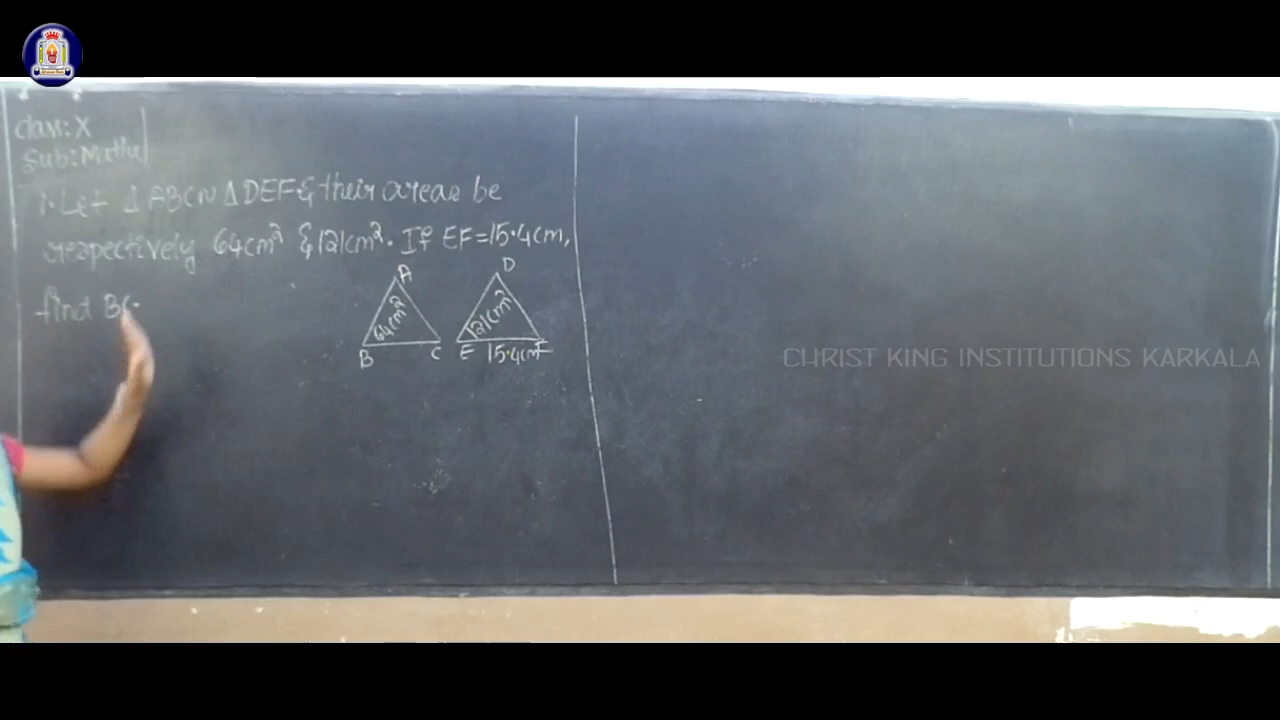 Class: X
Sub: Maths
1. Let Δ ABC ~ Δ DEF & their areas be
respectively 64cm² & 121cm². If EF=15.4cm,
find BC.
A
D
64cm²
121cm²
B
C
E
15.4cm
F
CHRIST KING INSTITUTIONS KARKALA